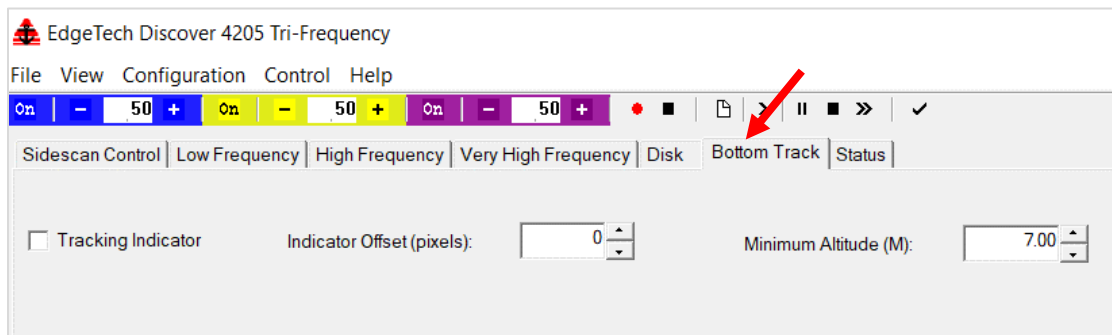 EdgeTech Discover 4205 Tri-Frequency
File View Configuration Control Help
On - 50 + On - 50 + On - 50 +
Sidescan Control Low Frequency High Frequency Very High Frequency Disk Bottom Track Status
Tracking Indicator Indicator Offset (pixels): 0 Minimum Altitude (M): 7.00